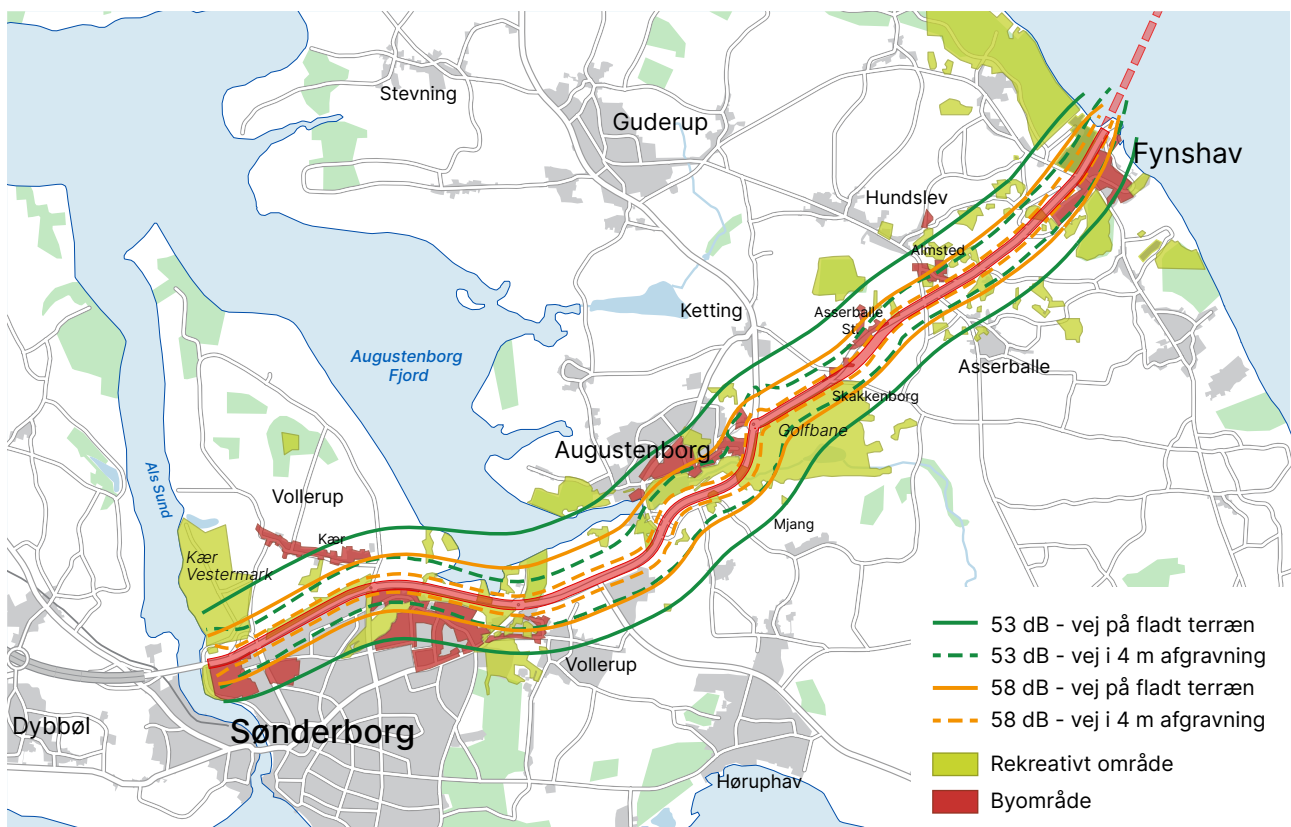 Stevning
Guderup
Fynshav
Hundslev
Almsted
Ketting
Asserballe
St.
Augustenborg
Fjord
Asserballe
Skakkenborg
Golfbane
Augustenborg
Als Sund
Vollerup
Mjang
Kær
Kær
Vestermark
Vollerup
Dybbøl
Sønderborg
Høruphav
53 dB - vej på fladt terræn
53 dB - vej i 4 m afgravning
58 dB - vej på fladt terræn
58 dB - vej i 4 m afgravning
Rekreativt område
Byområde